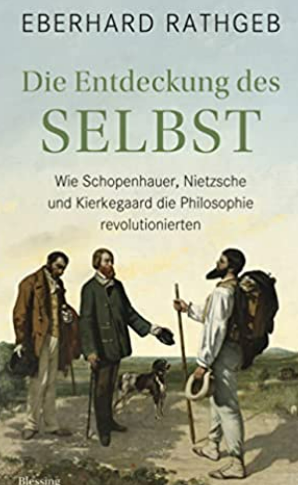 EBERHARD RATHGEB
Die Entdeckung des
SELBST
Wie Schopenhauer, Nietzsche
und Kierkegaard die Philosophie
revolutionierten
Blessing